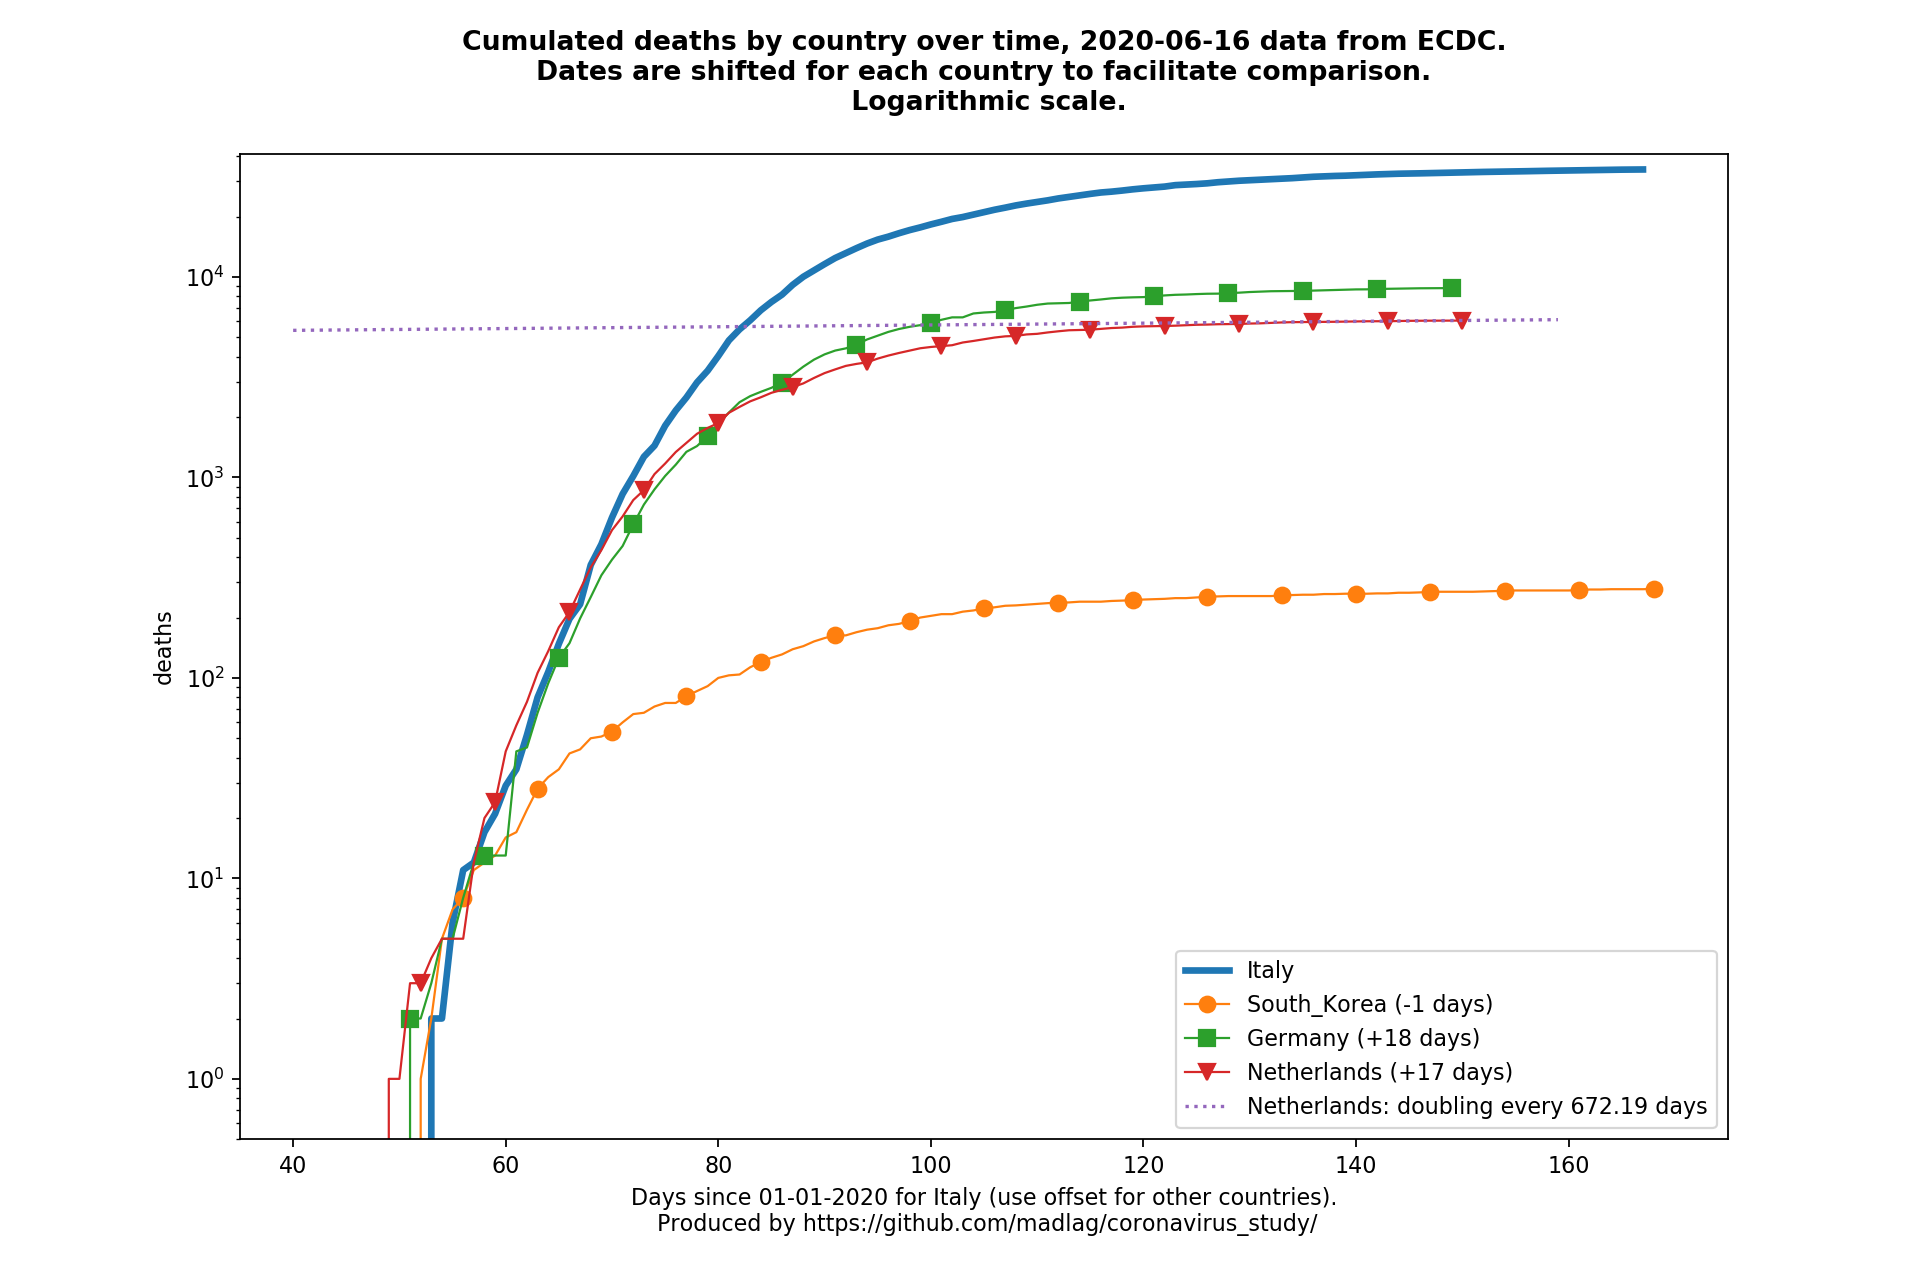 Cumulated deaths by country over time, 2020-06-16 data from ECDC.
Dates are shifted for each country to facilitate comparison.
Logarithmic scale.
deaths
10⁴
10³
10²
10¹
10⁰
40 60 80 100 120 140 160
Italy
South_Korea (-1 days)
Germany (+18 days)
Netherlands (+17 days)
Netherlands: doubling every 672.19 days
Days since 01-01-2020 for Italy (use offset for other countries).
Produced by https://github.com/madlag/coronavirus_study/